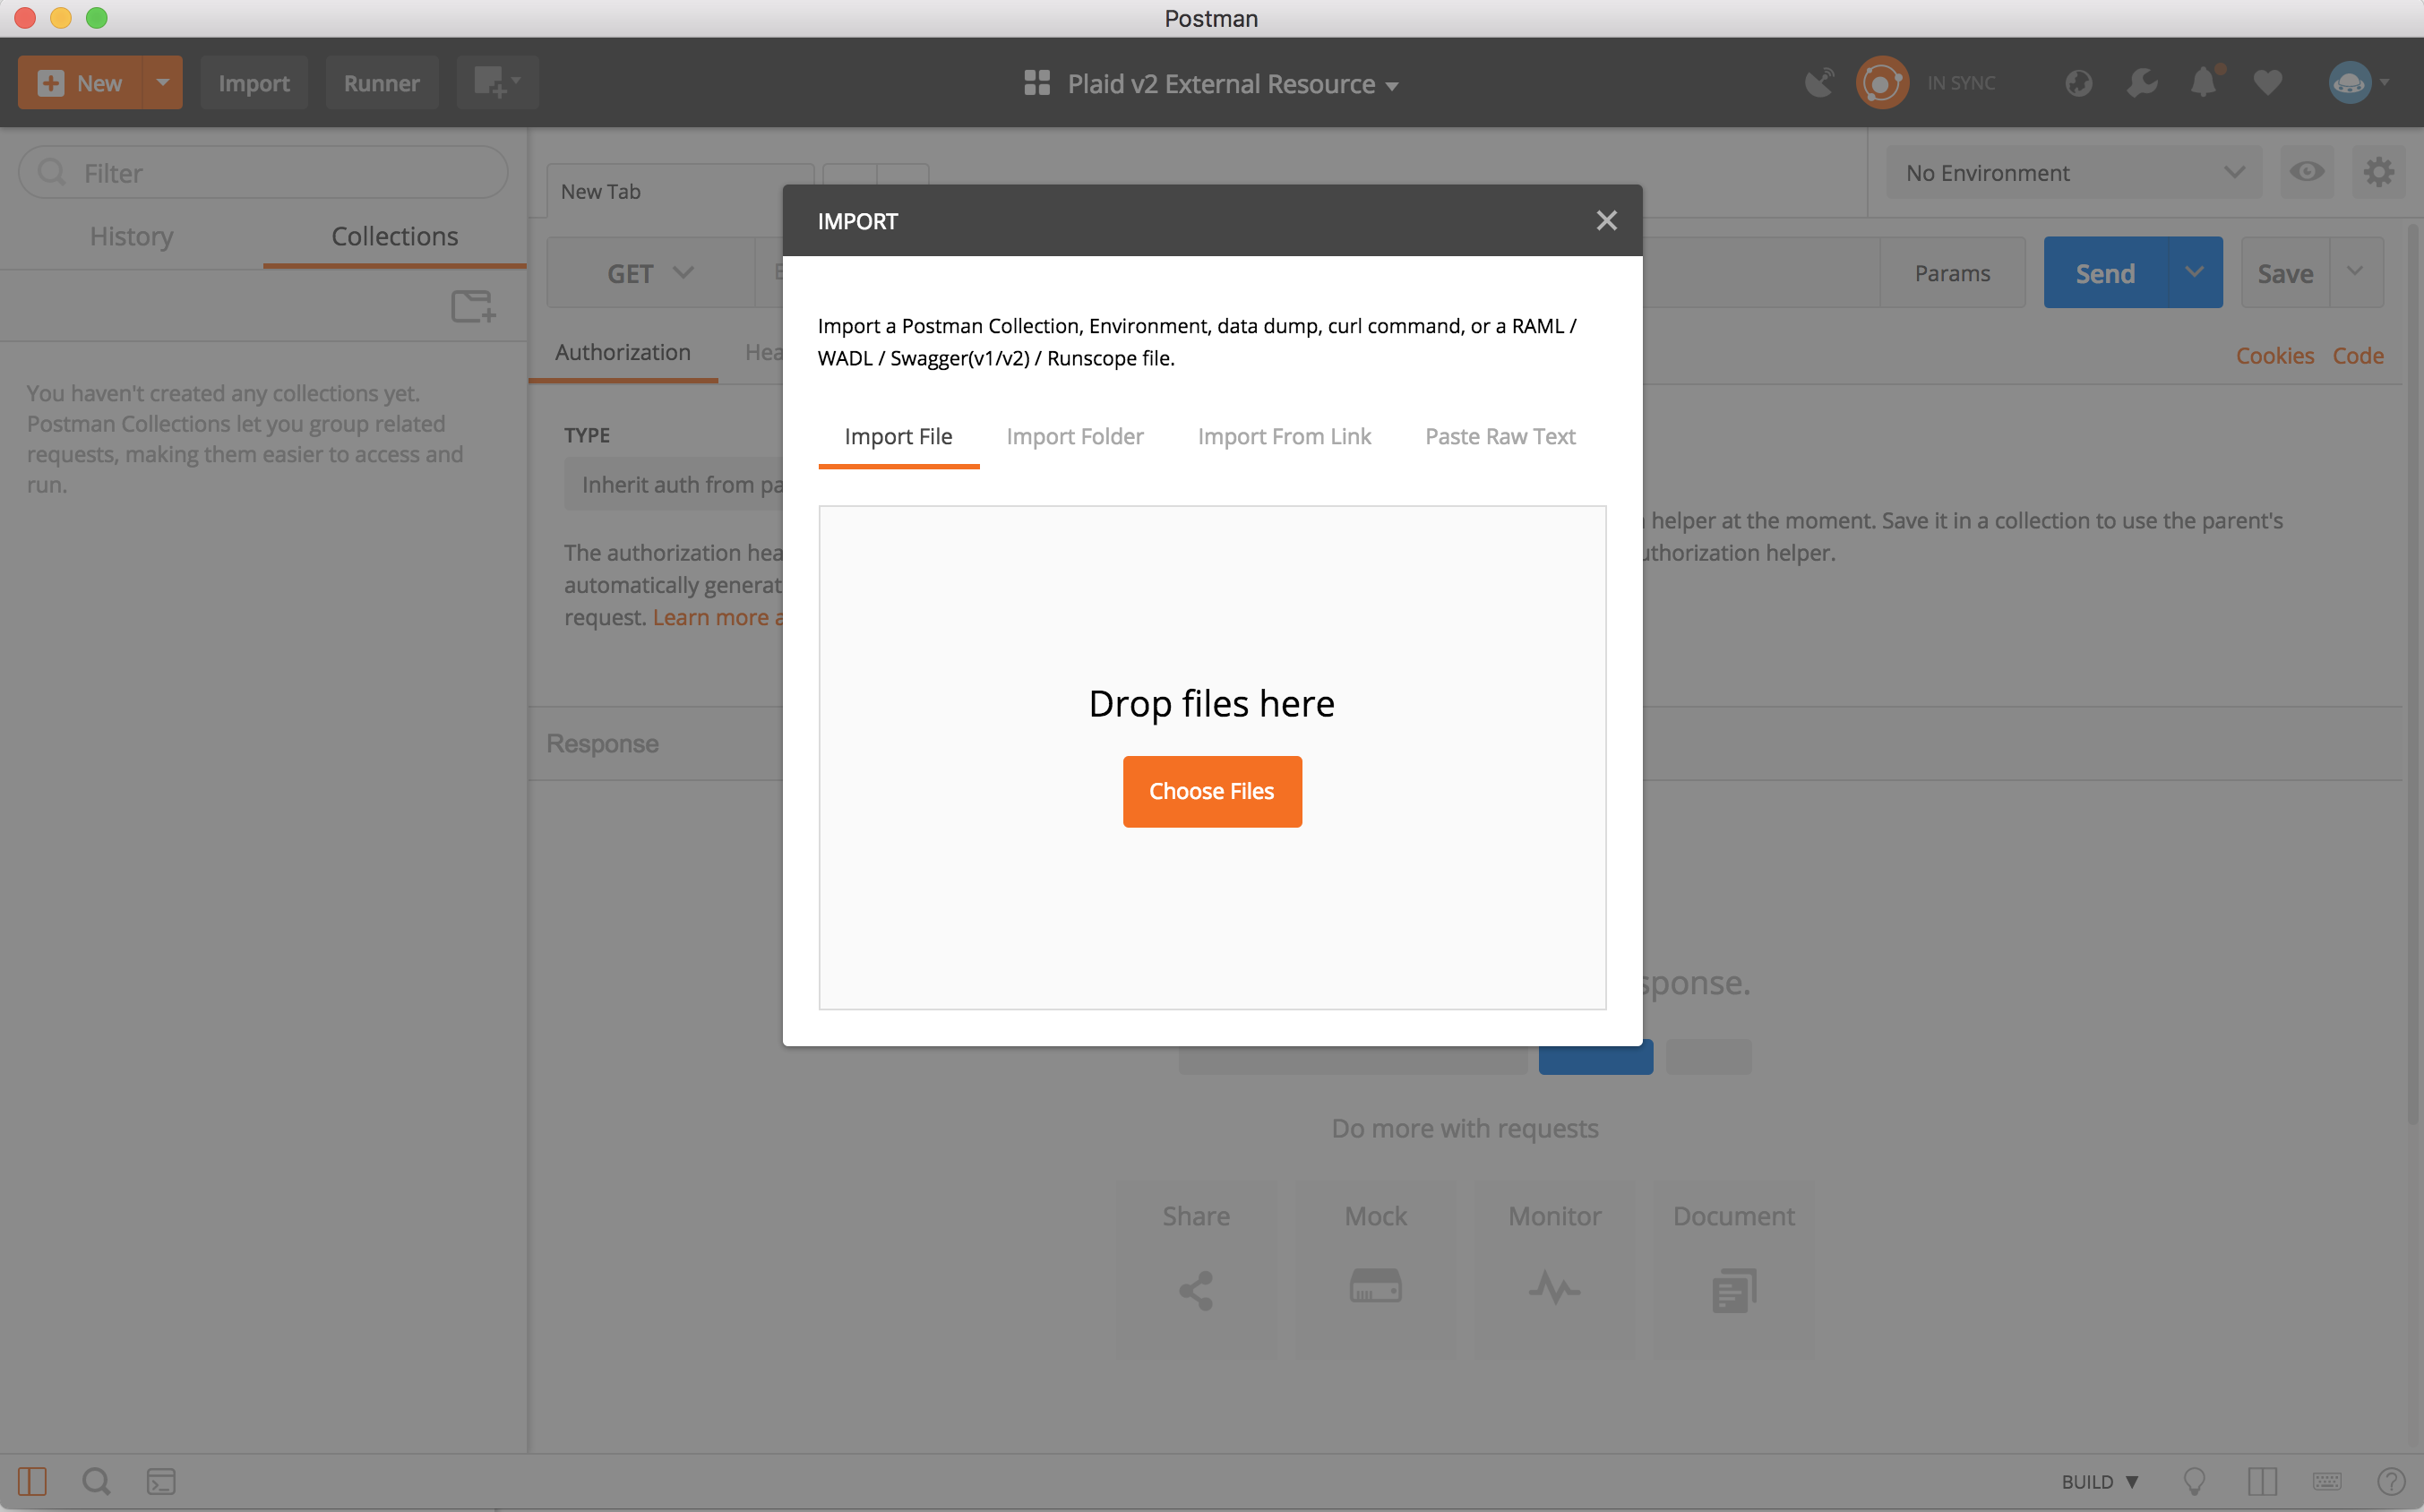 Postman
New
Import
Runner
Plaid v2 External Resource
IN SYNC
Filter
History
Collections
You haven't created any collections yet.
Postman Collections let you group related
requests, making them easier to access and
run.
New Tab
No Environment
GET
Params
Send
Save
Authorization
Hea
Cookies
Code
TYPE
Inherit auth from pa
The authorization hea
automatically generat
request. Learn more a
helper at the moment. Save it in a collection to use the parent's
uthorization helper.
Response
IMPORT
Import a Postman Collection, Environment, data dump, curl command, or a RAML /
WADL / Swagger(v1/v2) / Runscope file.
Import File
Import Folder
Import From Link
Paste Raw Text
Drop files here
Choose Files
sponse.
Do more with requests
Share
Mock
Monitor
Document
BUILD